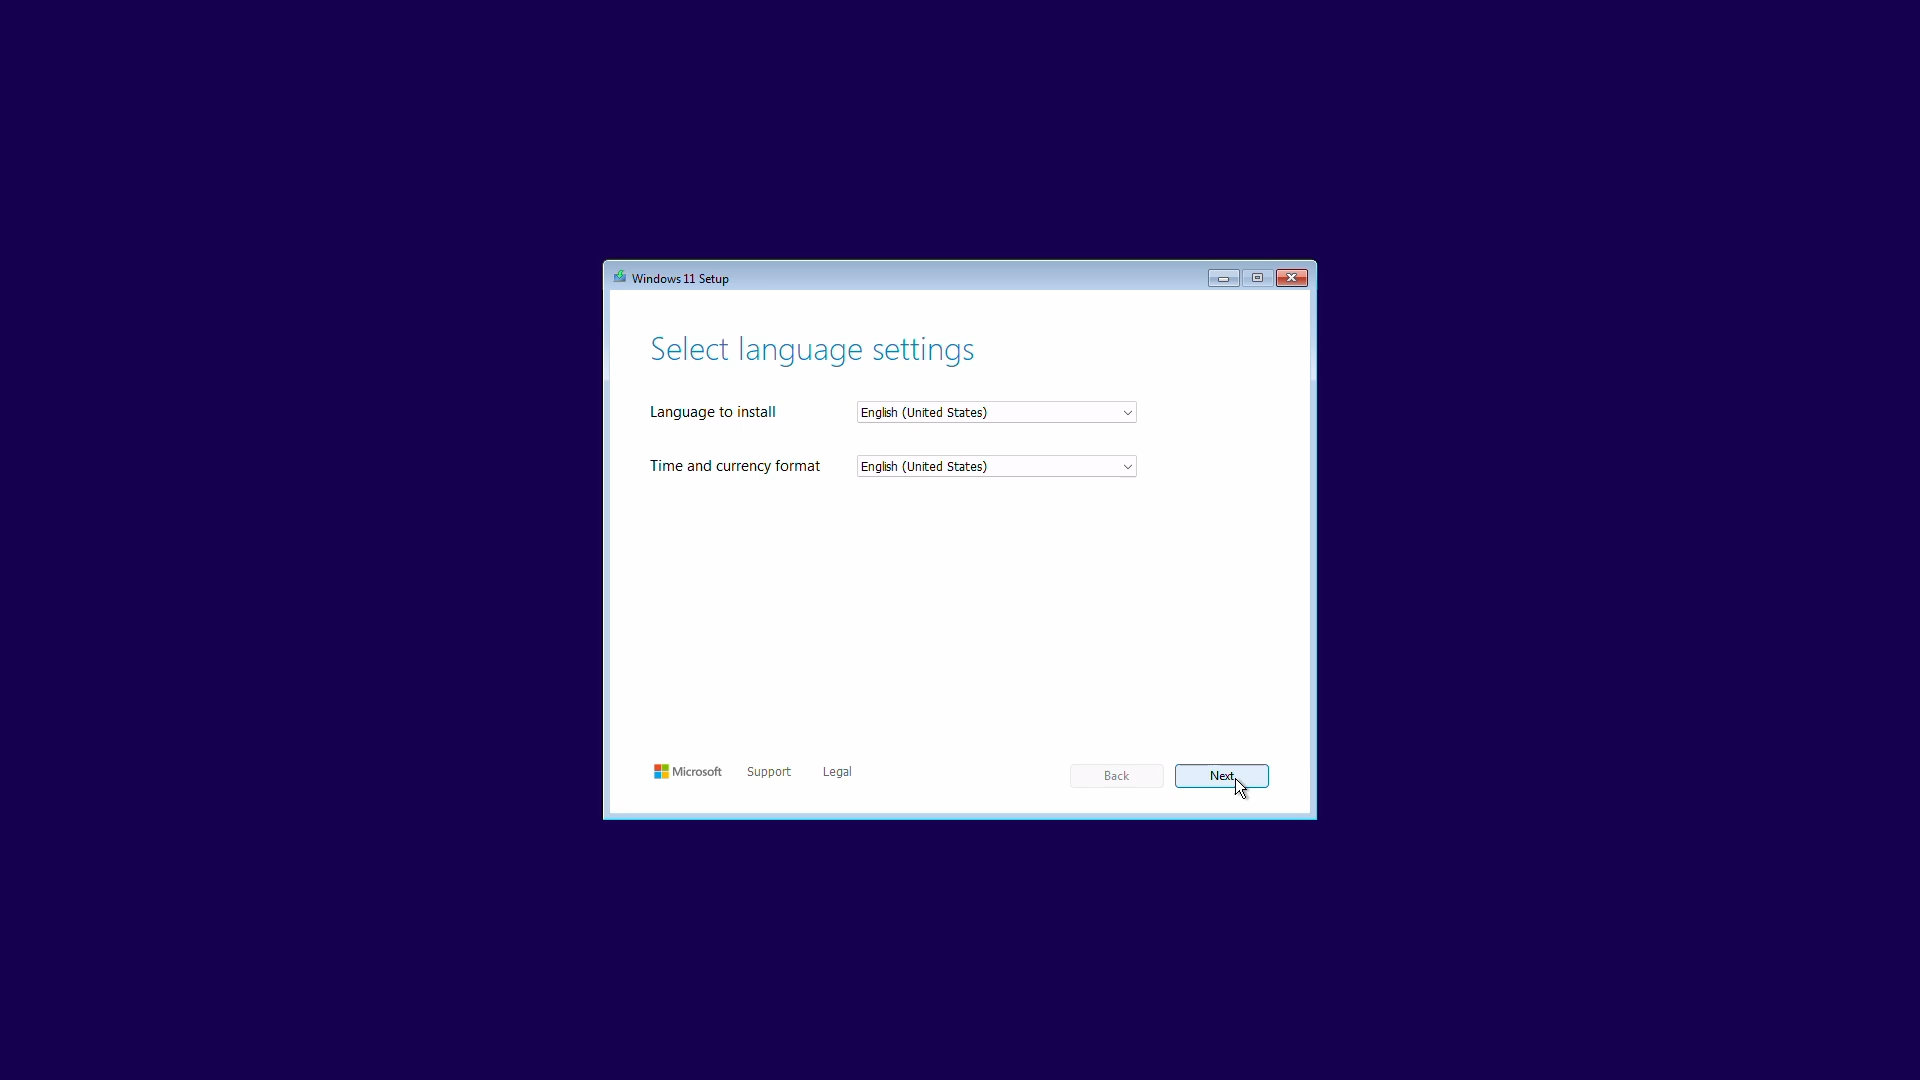 Windows 11 Setup
Select language settings
Language to install
English (United States)
Time and currency format
English (United States)
Microsoft
Support
Legal
Back
Next